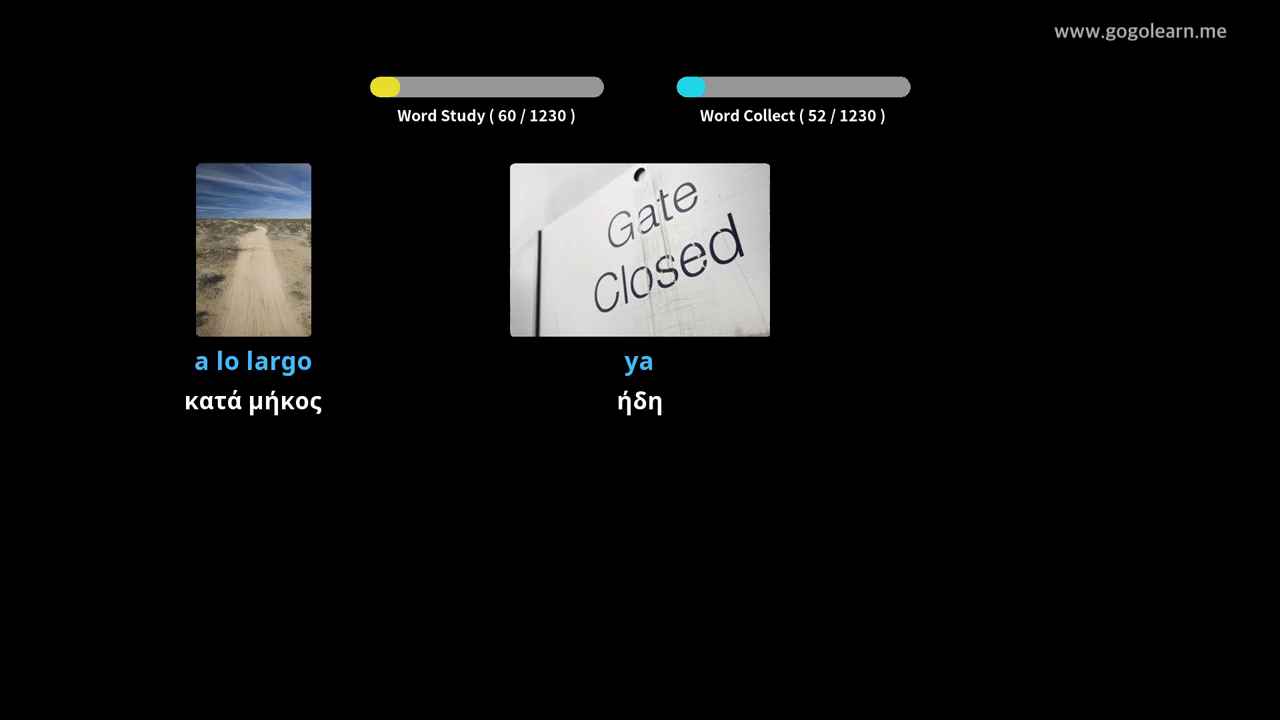 www.gogolearn.me
Word Study ( 60 / 1230 )
Word Collect ( 52 / 1230 )
Gate
Closed
a lo largo
κατά μήκος
ya
ήδη